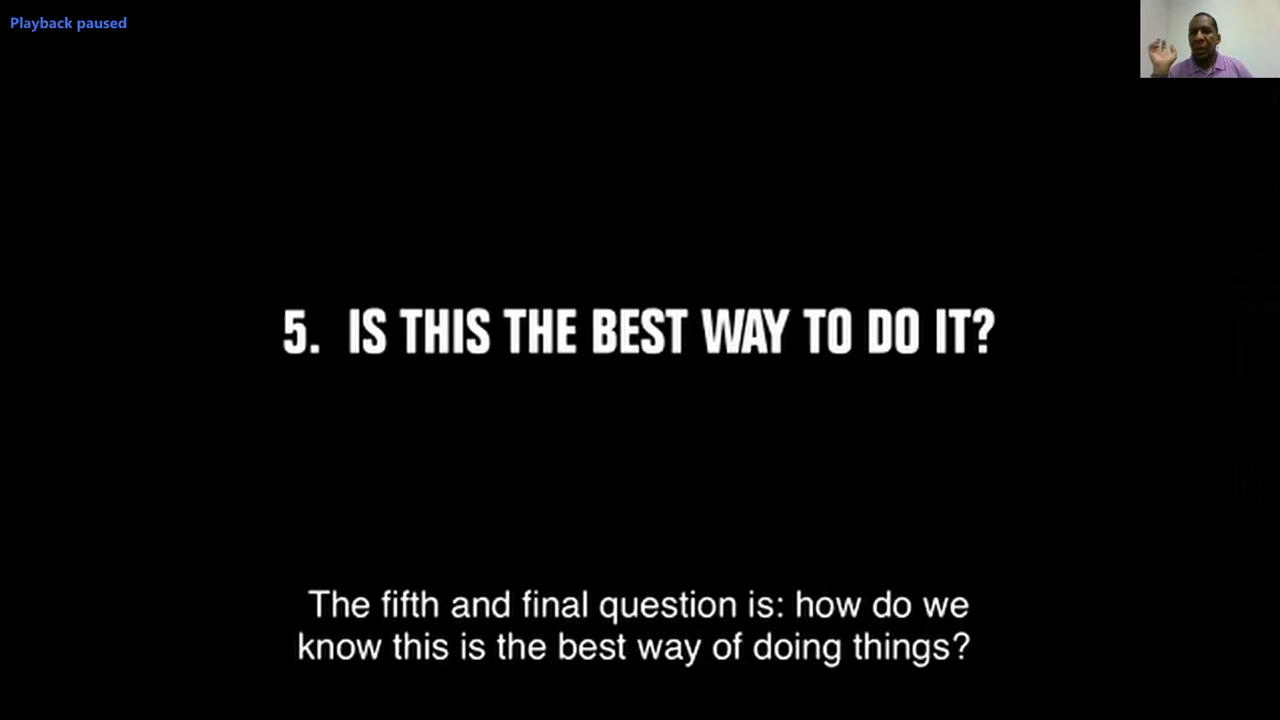 Playback paused
5. IS THIS THE BEST WAY TO DO IT?
The fifth and final question is: how do we
know this is the best way of doing things?